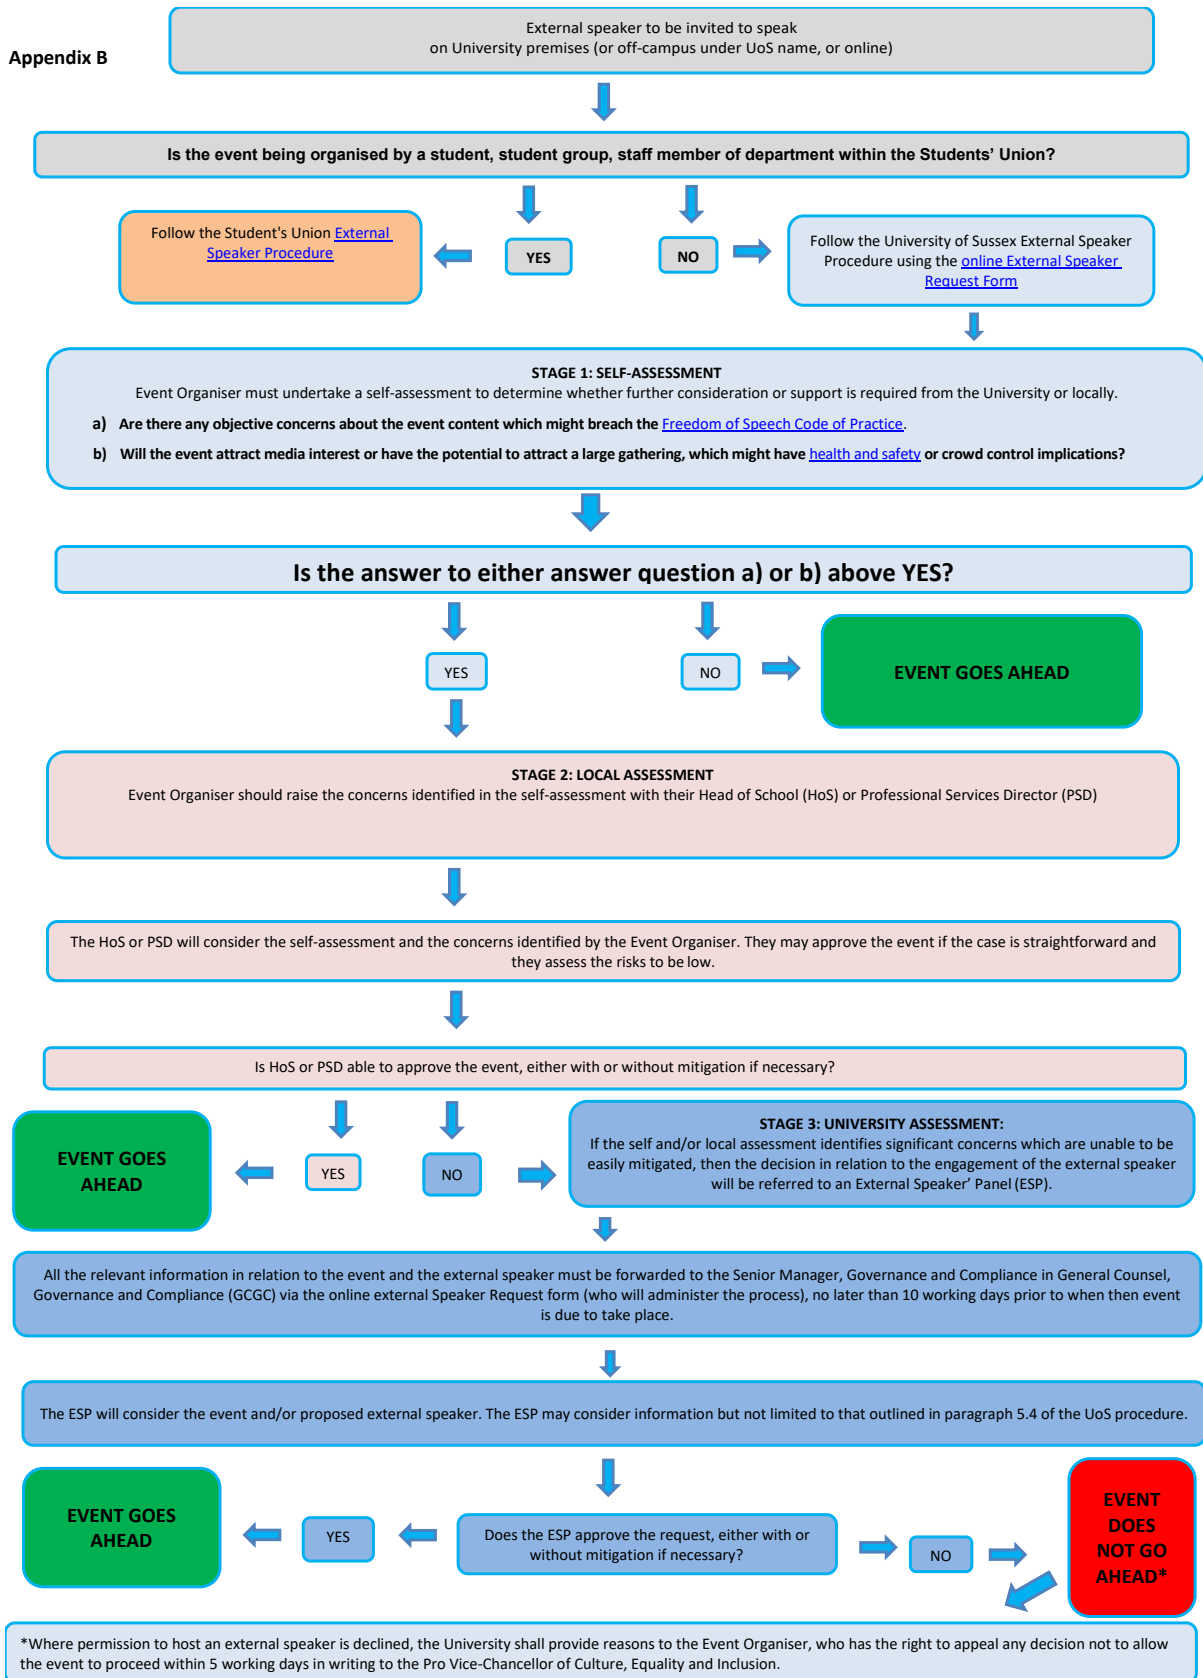 External speaker to be invited to speak
on University premises (or off-campus under UoS name, or online)
Appendix B
Is the event being organised by a student, student group, staff member of department within the Students' Union?
Follow the Student's Union External
Speaker Procedure
YES
NO
Follow the University of Sussex External Speaker
Procedure using the online External Speaker
Request Form
STAGE 1: SELF-ASSESSMENT
Event Organiser must undertake a self-assessment to determine whether further consideration or support is required from the University or locally.
a) Are there any objective concerns about the event content which might breach the Freedom of Speech Code of Practice.
b) Will the event attract media interest or have the potential to attract a large gathering, which might have health and safety or crowd control implications?
Is the answer to either answer question a) or b) above YES?
YES
NO
EVENT GOES AHEAD
STAGE 2: LOCAL ASSESSMENT
Event Organiser should raise the concerns identified in the self-assessment with their Head of School (HoS) or Professional Services Director (PSD)
The HoS or PSD will consider the self-assessment and the concerns identified by the Event Organiser. They may approve the event if the case is straightforward and
they assess the risks to be low.
Is HoS or PSD able to approve the event, either with or without mitigation if necessary?
EVENT GOES
AHEAD
YES
NO
STAGE 3: UNIVERSITY ASSESSMENT:
If the self and/or local assessment identifies significant concerns which are unable to be
easily mitigated, then the decision in relation to the engagement of the external speaker
will be referred to an External Speaker' Panel (ESP).
All the relevant information in relation to the event and the external speaker must be forwarded to the Senior Manager, Governance and Compliance in General Counsel,
Governance and Compliance (GCGC) via the online external Speaker Request form (who will administer the process), no later than 10 working days prior to when then event
is due to take place.
The ESP will consider the event and/or proposed external speaker. The ESP may consider information but not limited to that outlined in paragraph 5.4 of the UoS procedure.
EVENT GOES
AHEAD
YES
Does the ESP approve the request, either with or
without mitigation if necessary?
NO
EVENT
DOES
NOT GO
AHEAD*
*Where permission to host an external speaker is declined, the University shall provide reasons to the Event Organiser, who has the right to appeal any decision not to allow
the event to proceed within 5 working days in writing to the Pro Vice-Chancellor of Culture, Equality and Inclusion.